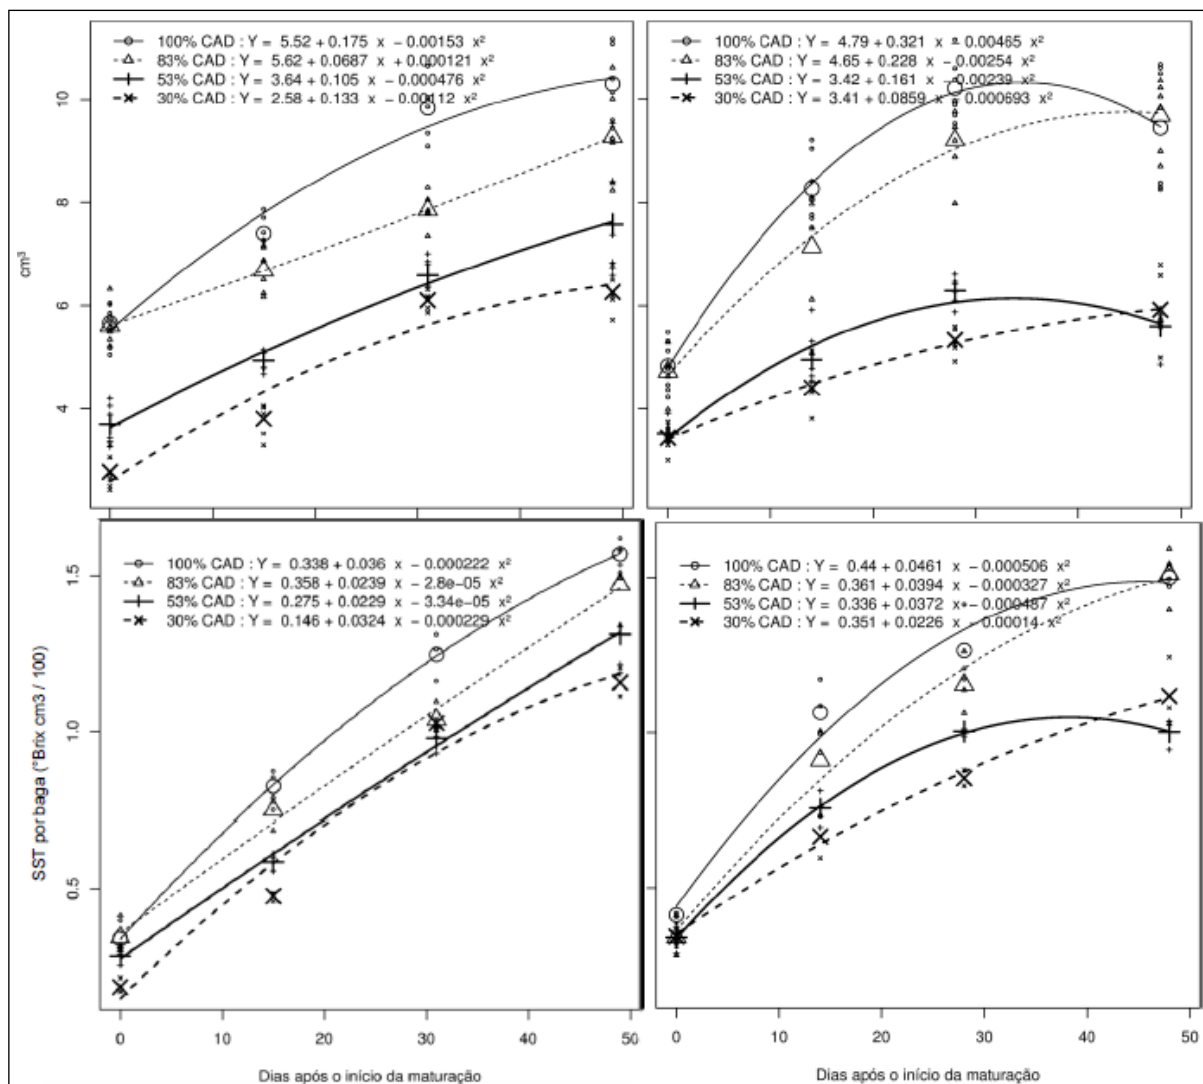 100% CAD : Y = 5.52 + 0.175 x − 0.00153 x²
83% CAD : Y = 5.62 + 0.0687 x + 0.000121 x²
53% CAD : Y = 3.64 + 0.105 x − 0.000476 x²
30% CAD : Y = 2.58 + 0.133 x − 0.00112 x²
100% CAD : Y = 4.79 + 0.321 x − 0.00465 x²
83% CAD : Y = 4.65 + 0.228 x − 0.00254 x²
53% CAD : Y = 3.42 + 0.161 x − 0.00239 x²
30% CAD : Y = 3.41 + 0.0859 x − 0.000693 x²
10
8
6
4
cm³
100% CAD : Y = 0.338 + 0.036 x − 0.000222 x²
83% CAD : Y = 0.358 + 0.0239 x − 2.8e−05 x²
53% CAD : Y = 0.275 + 0.0229 x − 3.34e−05 x²
30% CAD : Y = 0.146 + 0.0324 x − 0.000229 x²
100% CAD : Y = 0.44 + 0.0461 x − 0.000506 x²
83% CAD : Y = 0.361 + 0.0394 x − 0.000327 x²
53% CAD : Y = 0.336 + 0.0372 x − 0.000487 x²
30% CAD : Y = 0.351 + 0.0226 x − 0.00014 x²
1.5
1.0
0.5
SST por baga (°Brix cm3 / 100)
0 10 20 30 40 50
0 10 20 30 40 50
Dias após o início da maturação
Dias após o início da maturação